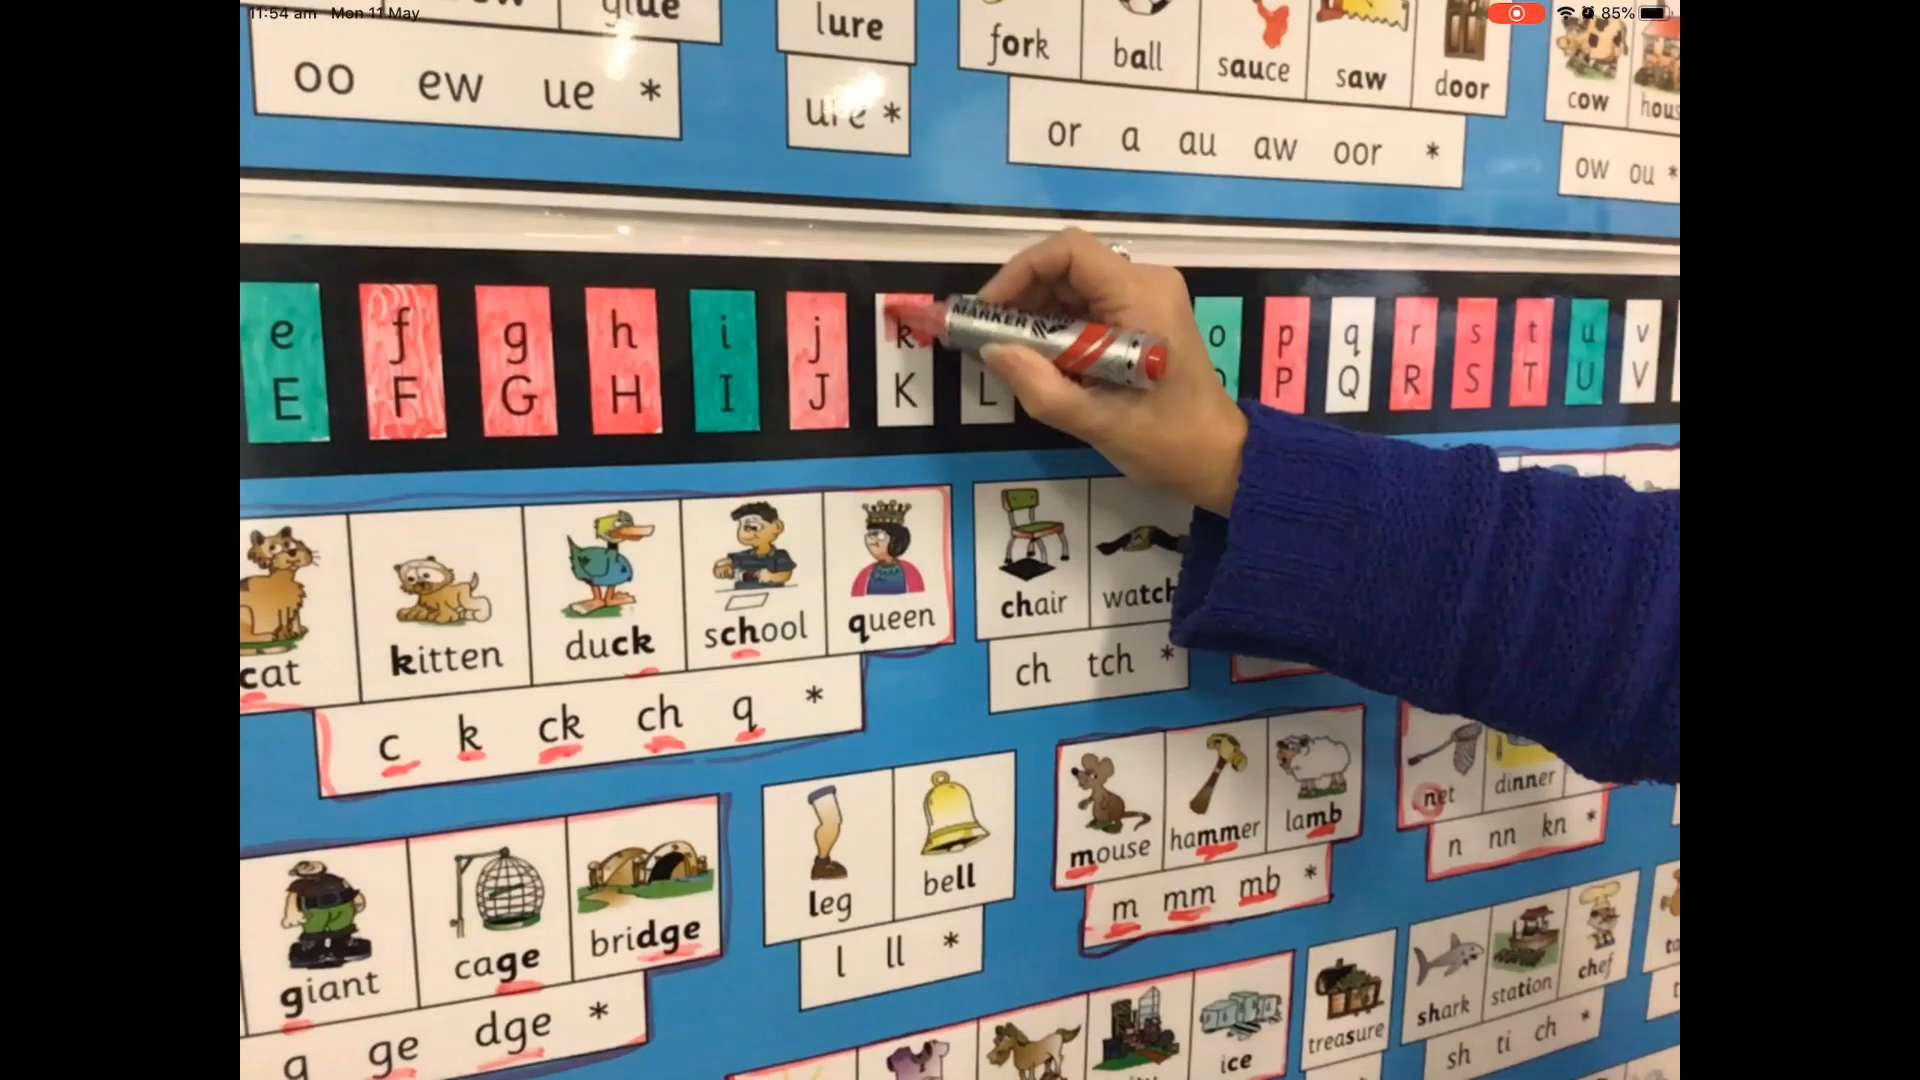 11:54 am Mon 11 May
85%
glue
lure
fork ball sauce saw door
cow
oo ew ue *
ure *
or a au aw oor *
ow ou *
e f g h i j k o p q r s t u v
E F G H I J K L P Q R S T U V
MARKER
cat kitten duck school queen
chair watch
c k ck ch q *
ch tch *
mouse hammer lamb
net dinner
leg bell
m mm mb *
n nn kn *
giant cage bridge
l ll *
shark station chef
g ge dge *
ice
treasure
sh ti ch *